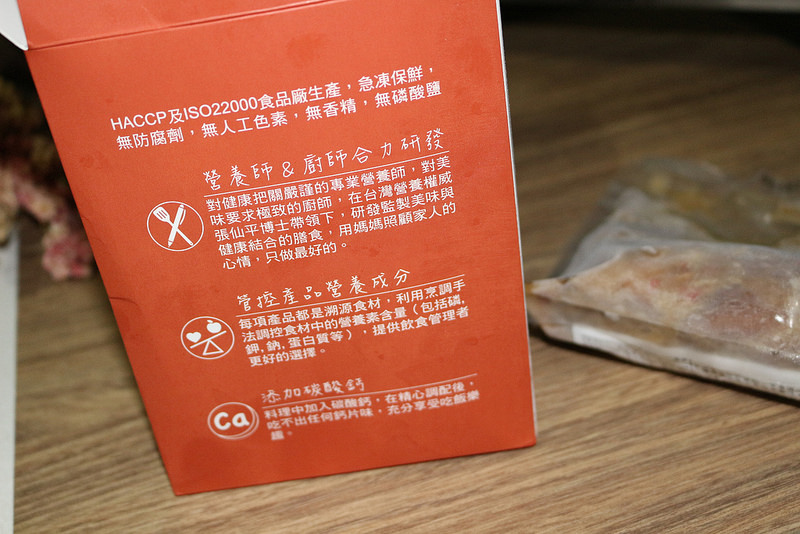 HACCP及ISO22000食品廠生產，急凍保鮮，
無防腐劑，無人工色素，無香精，無磷酸鹽
營養師 & 廚師合力研發
對健康把關嚴謹的專業營養師，對美
味要求極致的廚師，在台灣營養權威
張仙平博士帶領下，研發監製美味與
健康結合的膳食，用媽媽照顧家人的
心情，只做最好的。
管控產品營養成分
每項產品都是溯源食材，利用烹調手
法調控食材中的營養素含量（包括磷,
鉀,鈉,蛋白質等），提供飲食管理者
更好的選擇。
添加碳酸鈣
Ca
料理中加入碳酸鈣，在精心調配後，
吃不出任何鈣片味，充分享受吃飯樂
趣。